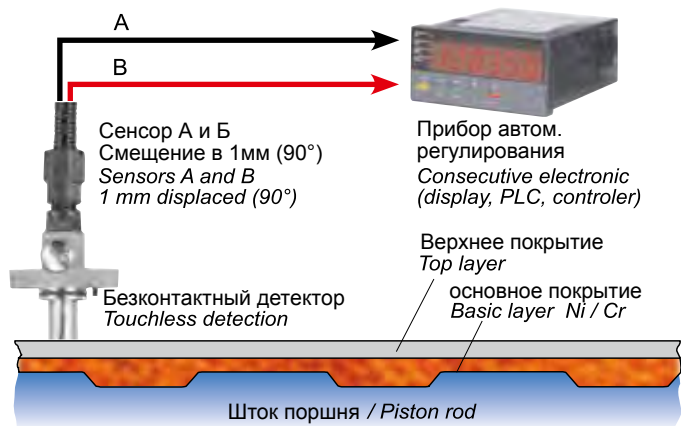 A
B
Сенсор А и Б
Смещение в 1мм (90°)
Sensors A and B
1 mm displaced (90°)
Прибор автом.
регулирования
Consecutive electronic
(display, PLC, controler)
Верхнее покрытие
Top layer
Безконтактный детектор
Touchless detection
основное покрытие
Basic layer Ni / Cr
Шток поршня / Piston rod